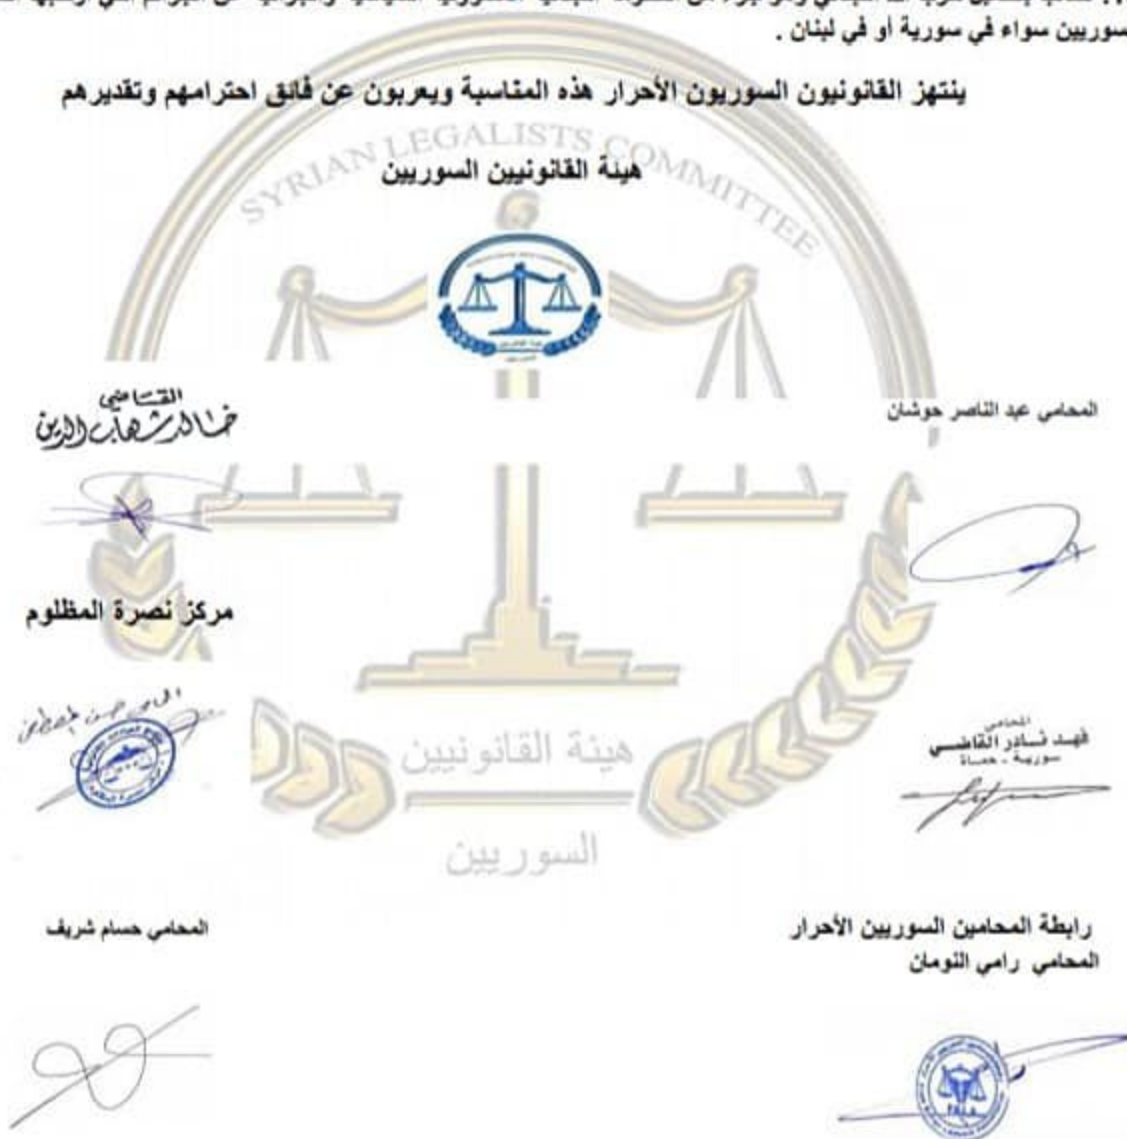 سوريين سواء في سورية أو في لبنان .
ينتهز القانونيون السوريون الأحرار هذه المناسبة ويعربون عن فائق احترامهم وتقديرهم
SYRIAN LEGALISTS COMMITTEE
هيئة القانونيين السوريين
المحامي عبد الناصر حوشان
القاضي
خالد شهاب الدين
مركز نصرة المظلوم
المحامي
فهد نادر القاضي
سورية - حماة
هيئة القانونيين
السوريين
رابطة المحامين السوريين الأحرار
المحامي رامي النومان
المحامي حسام شريف